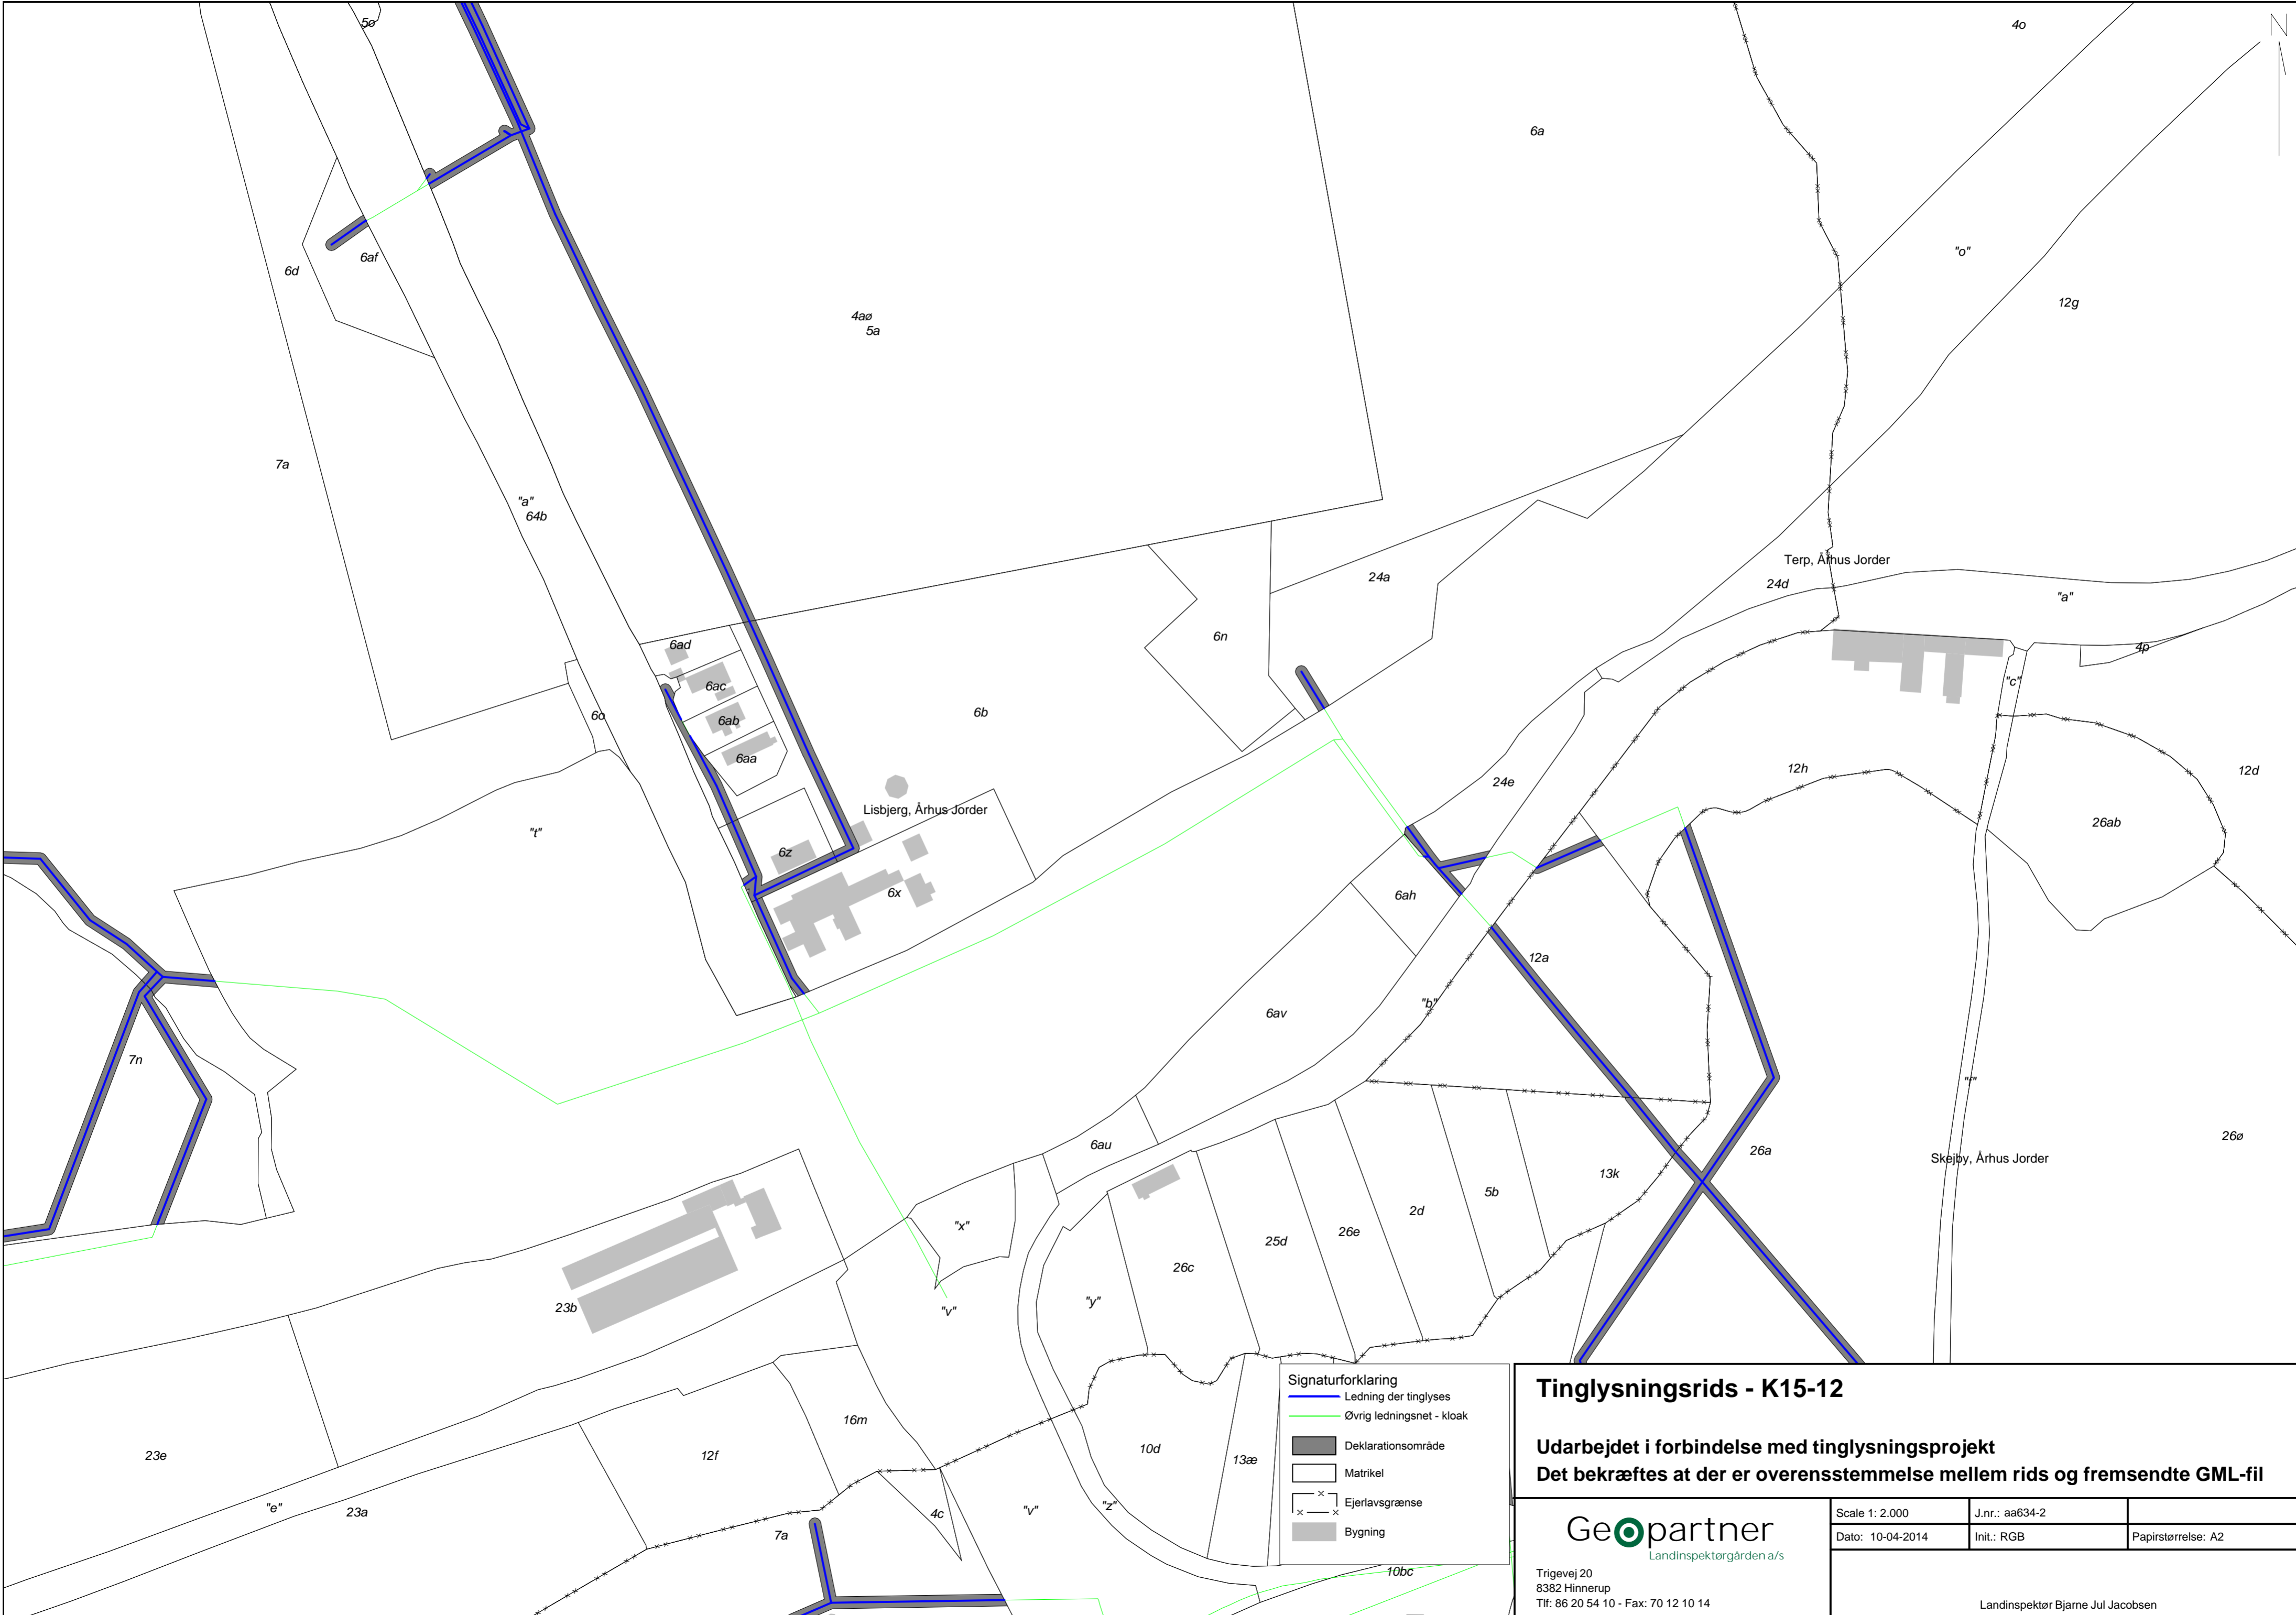 5o
4o
N
6a
"o"
6d
6af
12g
4aø
5a
7a
"a"
64b
Terp, Århus Jorder
24a
24d
"a"
6n
6ad
4p
6ac
"c"
6o
6ab
6b
6aa
12h
12d
24e
Lisbjerg, Århus Jorder
26ab
"t"
6z
6x
6ah
12a
"b"
6av
7n
"f"
26ø
6au
26a
Skejby, Århus Jorder
13k
5b
2d
"x"
26e
25d
26c
"y"
23b
"v"
16m
10d
23e
12f
13æ
"e"
23a
4c
"v"
"z"
7a
10bc
Signaturforklaring
Ledning der tinglyses
Øvrig ledningsnet - kloak
Deklarationsområde
Matrikel
Ejerlavsgrænse
Bygning
Tinglysningsrids - K15-12
Udarbejdet i forbindelse med tinglysningsprojekt
Det bekræftes at der er overensstemmelse mellem rids og fremsendte GML-fil
Geopartner
Landinspektørgården a/s
Trigevej 20
8382 Hinnerup
Tlf: 86 20 54 10 - Fax: 70 12 10 14
Scale 1: 2.000
J.nr.: aa634-2
Dato: 10-04-2014
Init.: RGB
Papirstørrelse: A2
Landinspektør Bjarne Jul Jacobsen